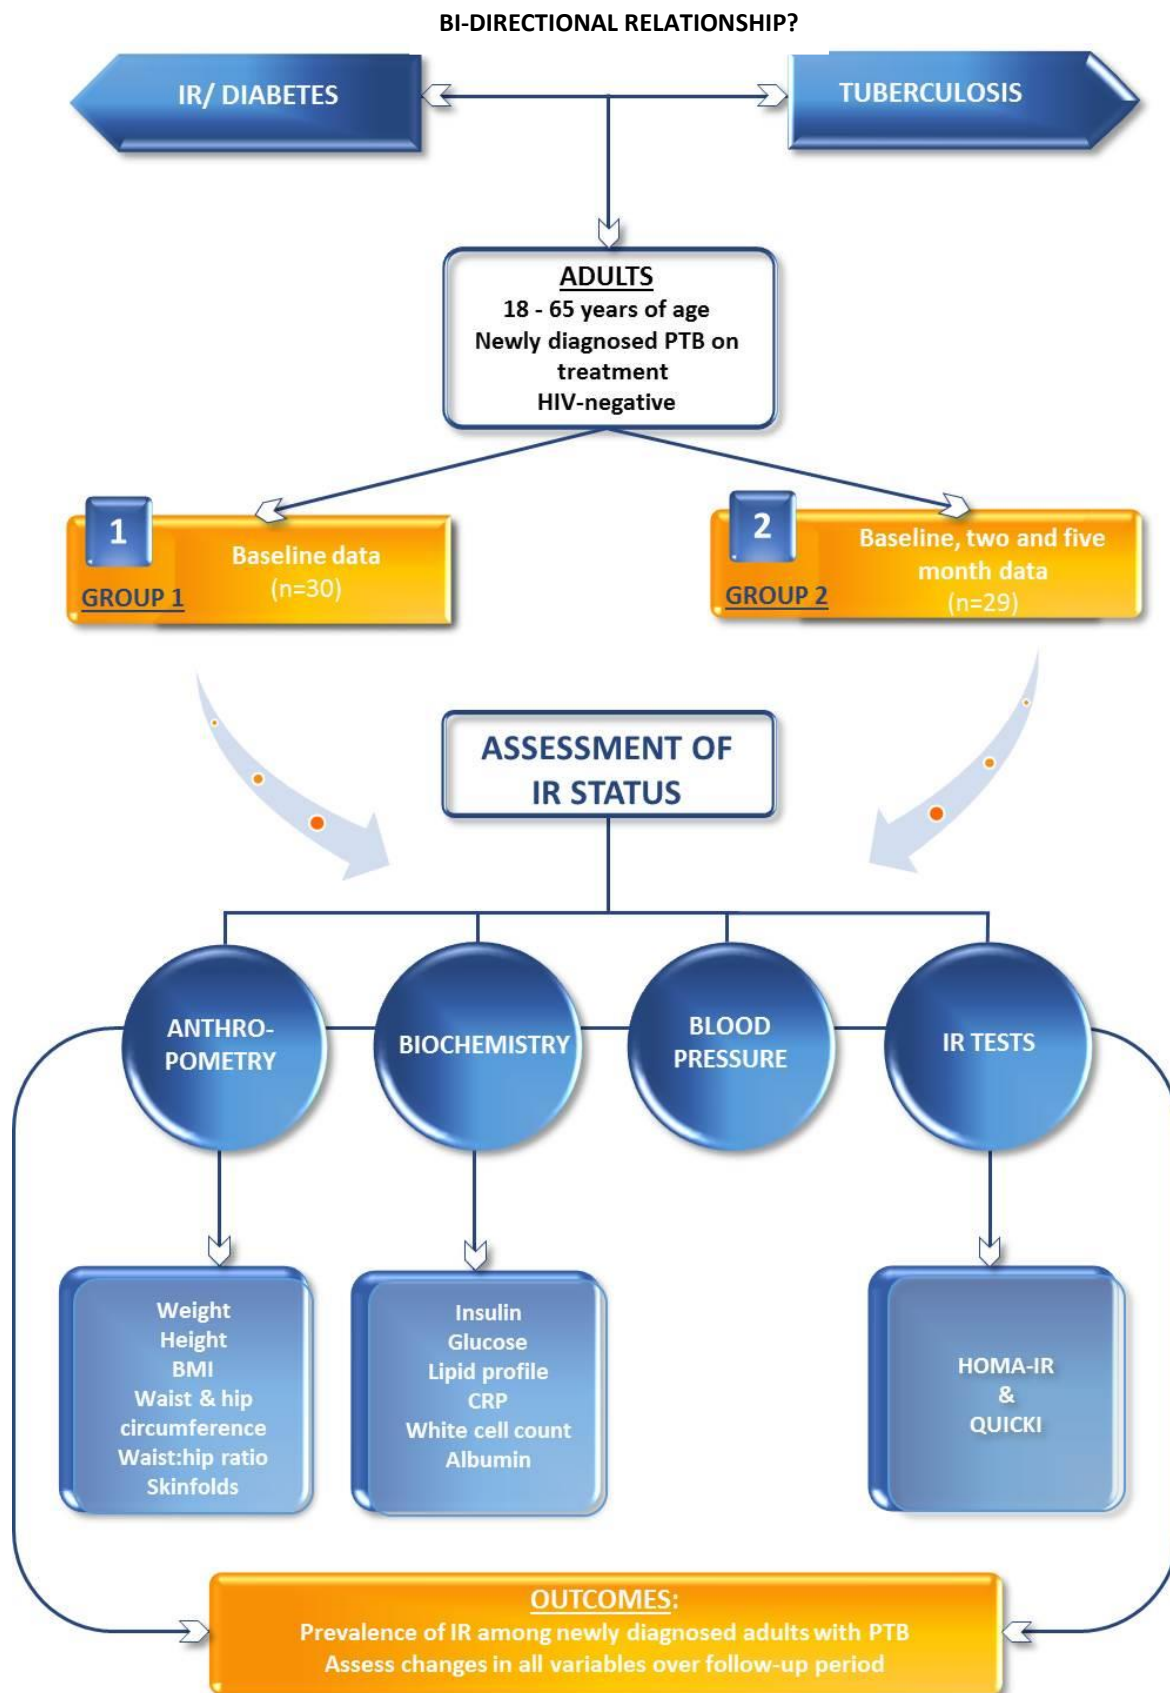 BI-DIRECTIONAL RELATIONSHIP?
IR/ DIABETES
TUBERCULOSIS
ADULTS
18 - 65 years of age
Newly diagnosed PTB on
treatment
HIV-negative
1
GROUP 1
Baseline data
(n=30)
2
GROUP 2
Baseline, two and five
month data
(n=29)
ASSESSMENT OF
IR STATUS
ANTHRO-
POMETRY
BIOCHEMISTRY
BLOOD
PRESSURE
IR TESTS
Weight
Height
BMI
Waist & hip
circumference
Waist:hip ratio
Skinfolds
Insulin
Glucose
Lipid profile
CRP
White cell count
Albumin
HOMA-IR
&
QUICKI
OUTCOMES:
Prevalence of IR among newly diagnosed adults with PTB
Assess changes in all variables over follow-up period